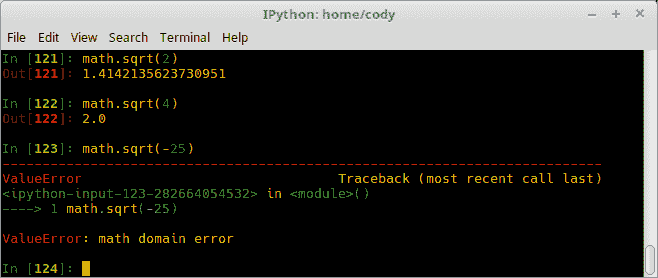 IPython: home/cody
File Edit View Search Terminal Help
In [121]: math.sqrt(2)
Out[121]: 1.4142135623730951
In [122]: math.sqrt(4)
Out[122]: 2.0
In [123]: math.sqrt(-25)
---------------------------------------------------------------------------
ValueError                                Traceback (most recent call last)
<ipython-input-123-282664054532> in <module>()
----> 1 math.sqrt(-25)
ValueError: math domain error
In [124]: